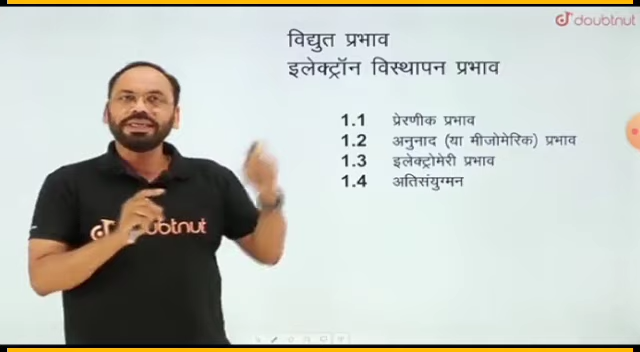 doubtnut
विद्युत प्रभाव
इलेक्ट्रॉन विस्थापन प्रभाव
1.1 प्रेरणीक प्रभाव
1.2 अनुनाद (या मीजोमेरिक) प्रभाव
1.3 इलेक्ट्रोमेरी प्रभाव
1.4 अतिसंयुग्मन
doubtnut